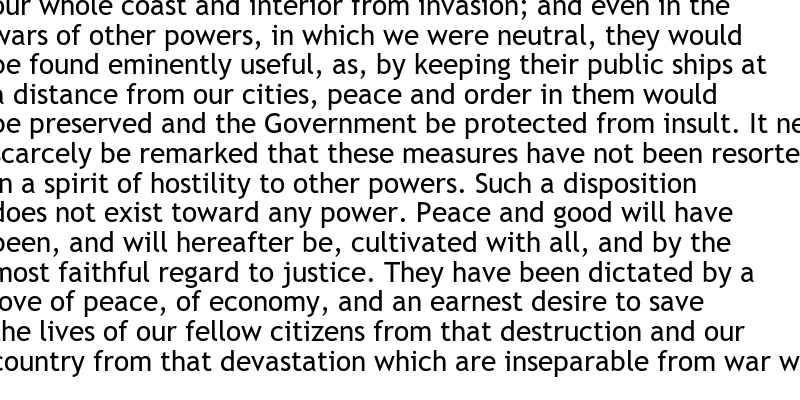 our whole coast and interior from invasion; and even in the
wars of other powers, in which we were neutral, they would
be found eminently useful, as, by keeping their public ships at
a distance from our cities, peace and order in them would
be preserved and the Government be protected from insult. It
scarcely be remarked that these measures have not been
in a spirit of hostility to other powers. Such a disposition
does not exist toward any power. Peace and good will have
been, and will hereafter be, cultivated with all, and by the
most faithful regard to justice. They have been dictated by a
love of peace, of economy, and an earnest desire to save
the lives of our fellow citizens from that destruction and our
country from that devastation which are inseparable from war